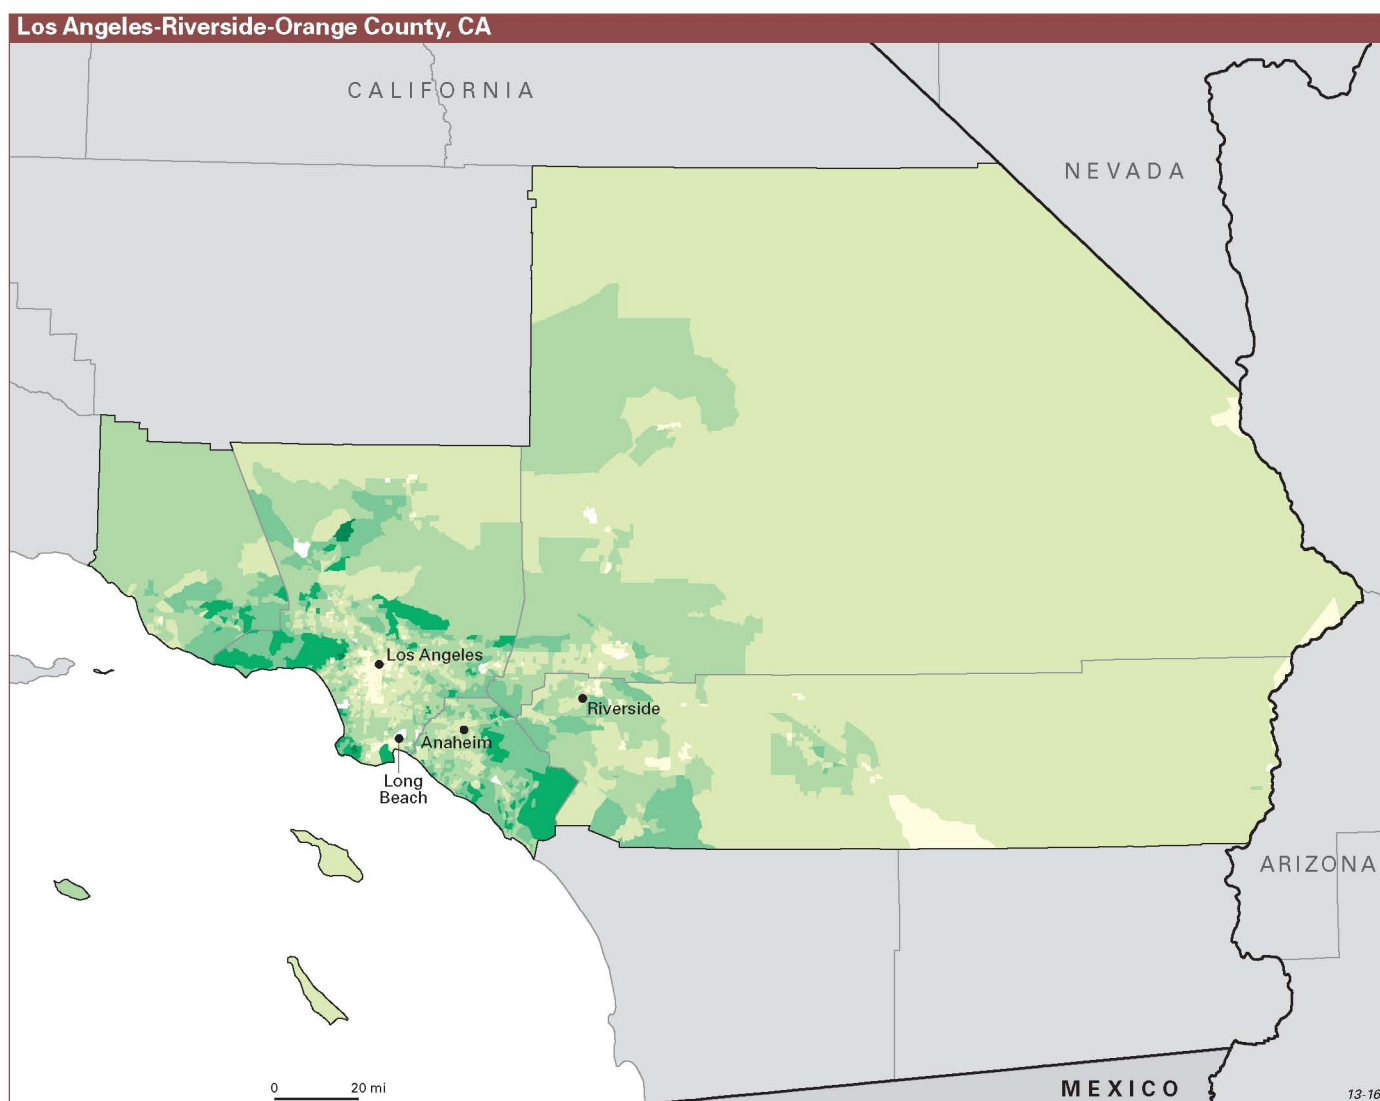 Los Angeles-Riverside-Orange County, CA
CALIFORNIA
NEVADA
Los Angeles
Riverside
Anaheim
Long
Beach
ARIZONA
0 20 mi
MEXICO
13-16